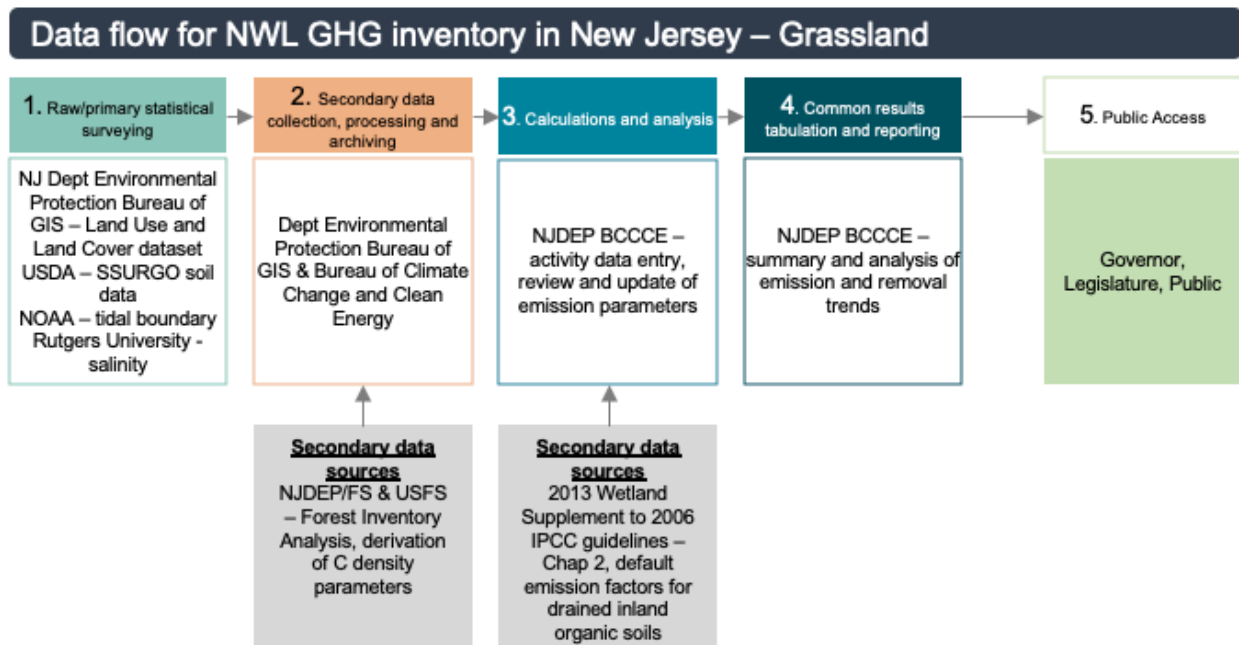 Data flow for NWL GHG inventory in New Jersey – Grassland
1. Raw/primary statistical
surveying
2. Secondary data
collection, processing and
archiving
3. Calculations and analysis
4. Common results
tabulation and reporting
5. Public Access
NJ Dept Environmental
Protection Bureau of
GIS – Land Use and
Land Cover dataset
USDA – SSURGO soil
data
NOAA – tidal boundary
Rutgers University -
salinity
Dept Environmental
Protection Bureau of
GIS & Bureau of Climate
Change and Clean
Energy
NJDEP BCCCE –
activity data entry,
review and update of
emission parameters
NJDEP BCCCE –
summary and analysis of
emission and removal
trends
Governor,
Legislature, Public
Secondary data
sources
NJDEP/FS & USFS
– Forest Inventory
Analysis, derivation
of C density
parameters
Secondary data
sources
2013 Wetland
Supplement to 2006
IPCC guidelines –
Chap 2, default
emission factors for
drained inland
organic soils